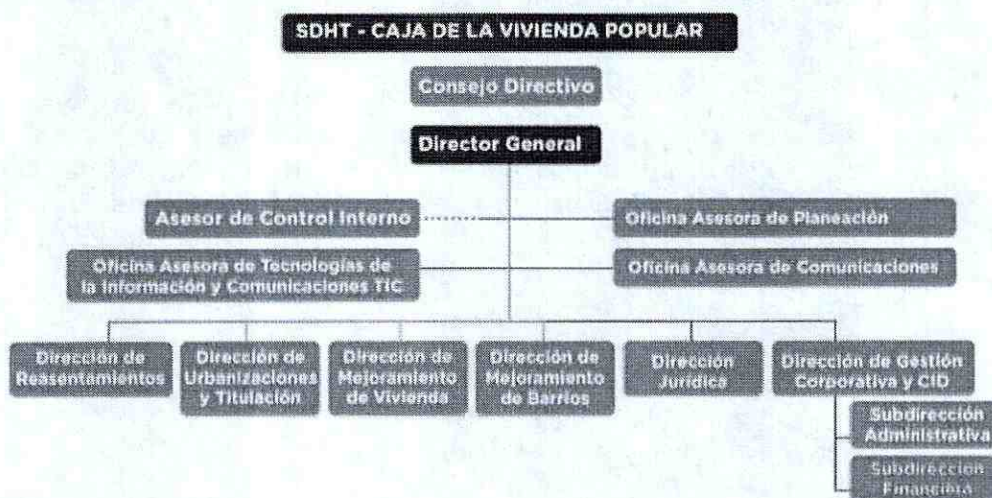 SDHT - CAJA DE LA VIVIENDA POPULAR
Consejo Directivo
Director General
Asesor de Control Interno
Oficina Asesora de Planeación
Oficina Asesora de Tecnologías de
la Información y Comunicaciones TIC
Oficina Asesora de Comunicaciones
Dirección de
Reasentamientos
Dirección de
Urbanizaciones
y Titulación
Dirección de
Mejoramiento
de Vivienda
Dirección de
Mejoramiento
de Barrios
Dirección
Jurídica
Dirección de Gestión
Corporativa y CID
Subdirección
Administrativa
Subdirección
Financiera